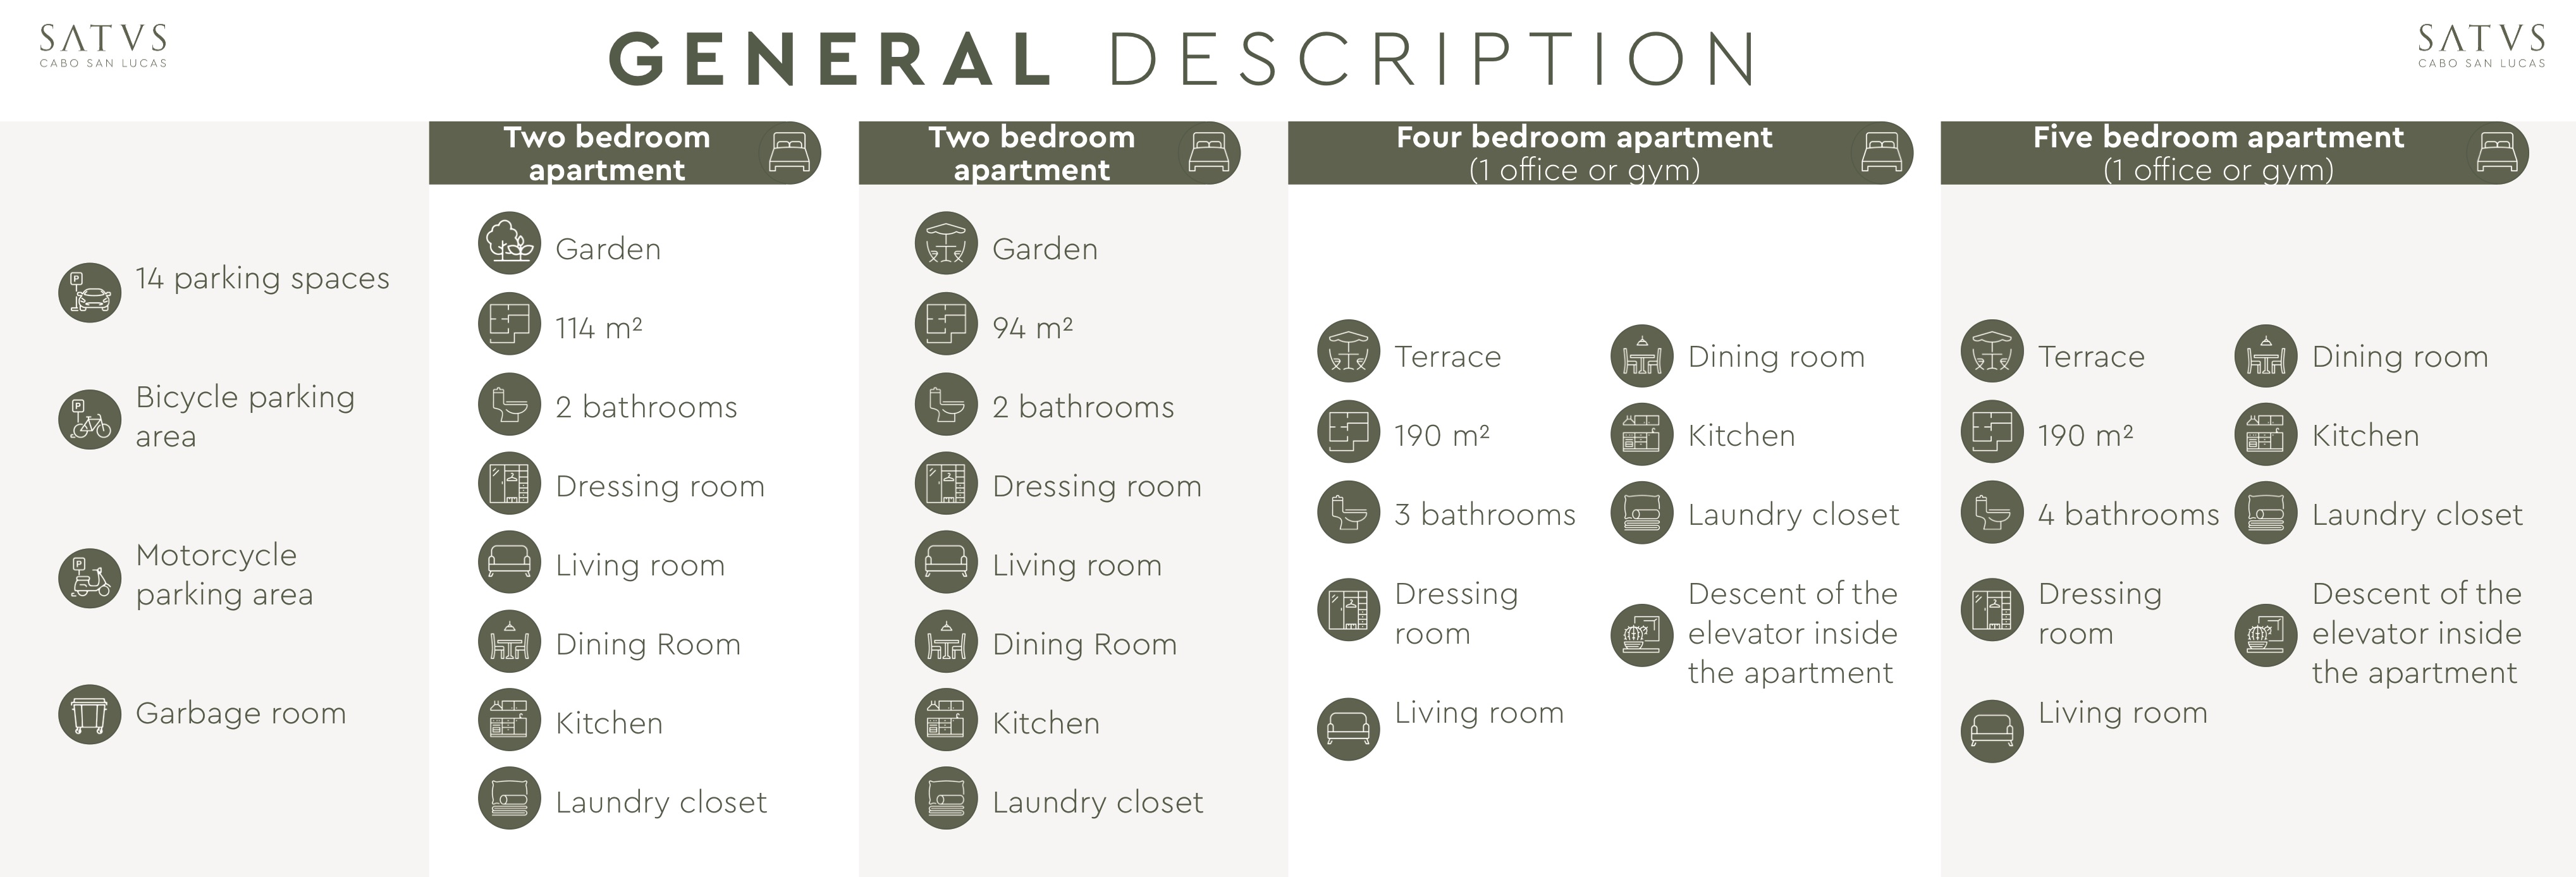 SATVS
CABO SAN LUCAS
GENERAL DESCRIPTION
SATVS
CABO SAN LUCAS
14 parking spaces
Bicycle parking
area
Motorcycle
parking area
Garbage room
Two bedroom
apartment
Garden
114 m²
2 bathrooms
Dressing room
Living room
Dining Room
Kitchen
Laundry closet
Two bedroom
apartment
Garden
94 m²
2 bathrooms
Dressing room
Living room
Dining Room
Kitchen
Laundry closet
Four bedroom apartment
(1 office or gym)
Terrace
190 m²
3 bathrooms
Dressing
room
Living room
Dining room
Kitchen
Laundry closet
Descent of the
elevator inside
the apartment
Five bedroom apartment
(1 office or gym)
Terrace
190 m²
4 bathrooms
Dressing
room
Living room
Dining room
Kitchen
Laundry closet
Descent of the
elevator inside
the apartment